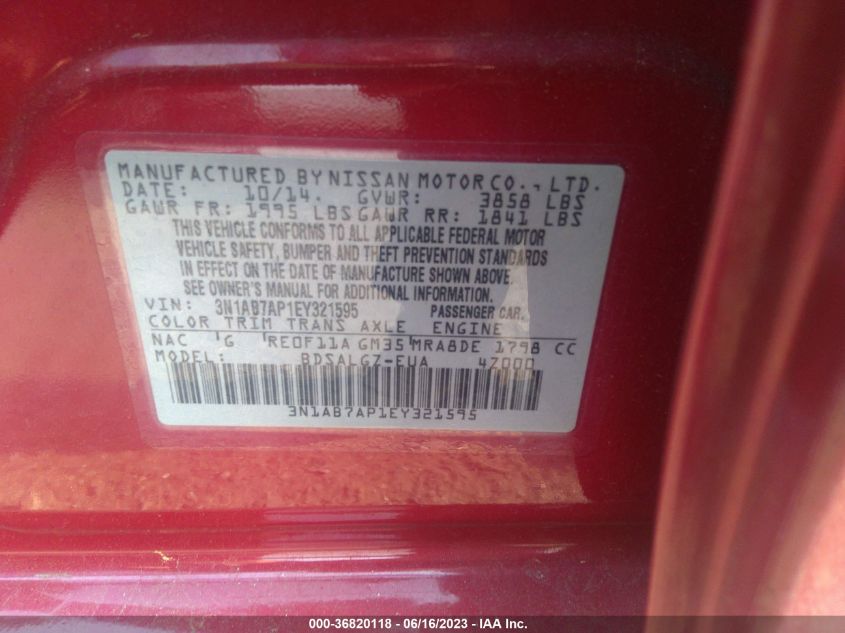 MANUFACTURED BY NISSAN MOTOR CO., LTD.
DATE: 10/14. GVWR: 3858 LBS
GAWR FR: 1995 LBS GAWR RR: 1841 LBS
THIS VEHICLE CONFORMS TO ALL APPLICABLE FEDERAL MOTOR
VEHICLE SAFETY, BUMPER AND THEFT PREVENTION STANDARDS
IN EFFECT ON THE DATE OF MANUFACTURE SHOWN ABOVE.
SEE OWNER'S MANUAL FOR ADDITIONAL INFORMATION.
VIN: 3N1AB7AP1EY321595 PASSENGER CAR.
COLOR TRIM TRANS AXLE ENGINE
NAC G RE0F11A GM35 MRA8DE 1798 CC
MODEL: BDSALGZ-EUA 4Z000
3N1AB7AP1EY321595
000-36820118 - 06/16/2023 - IAA Inc.